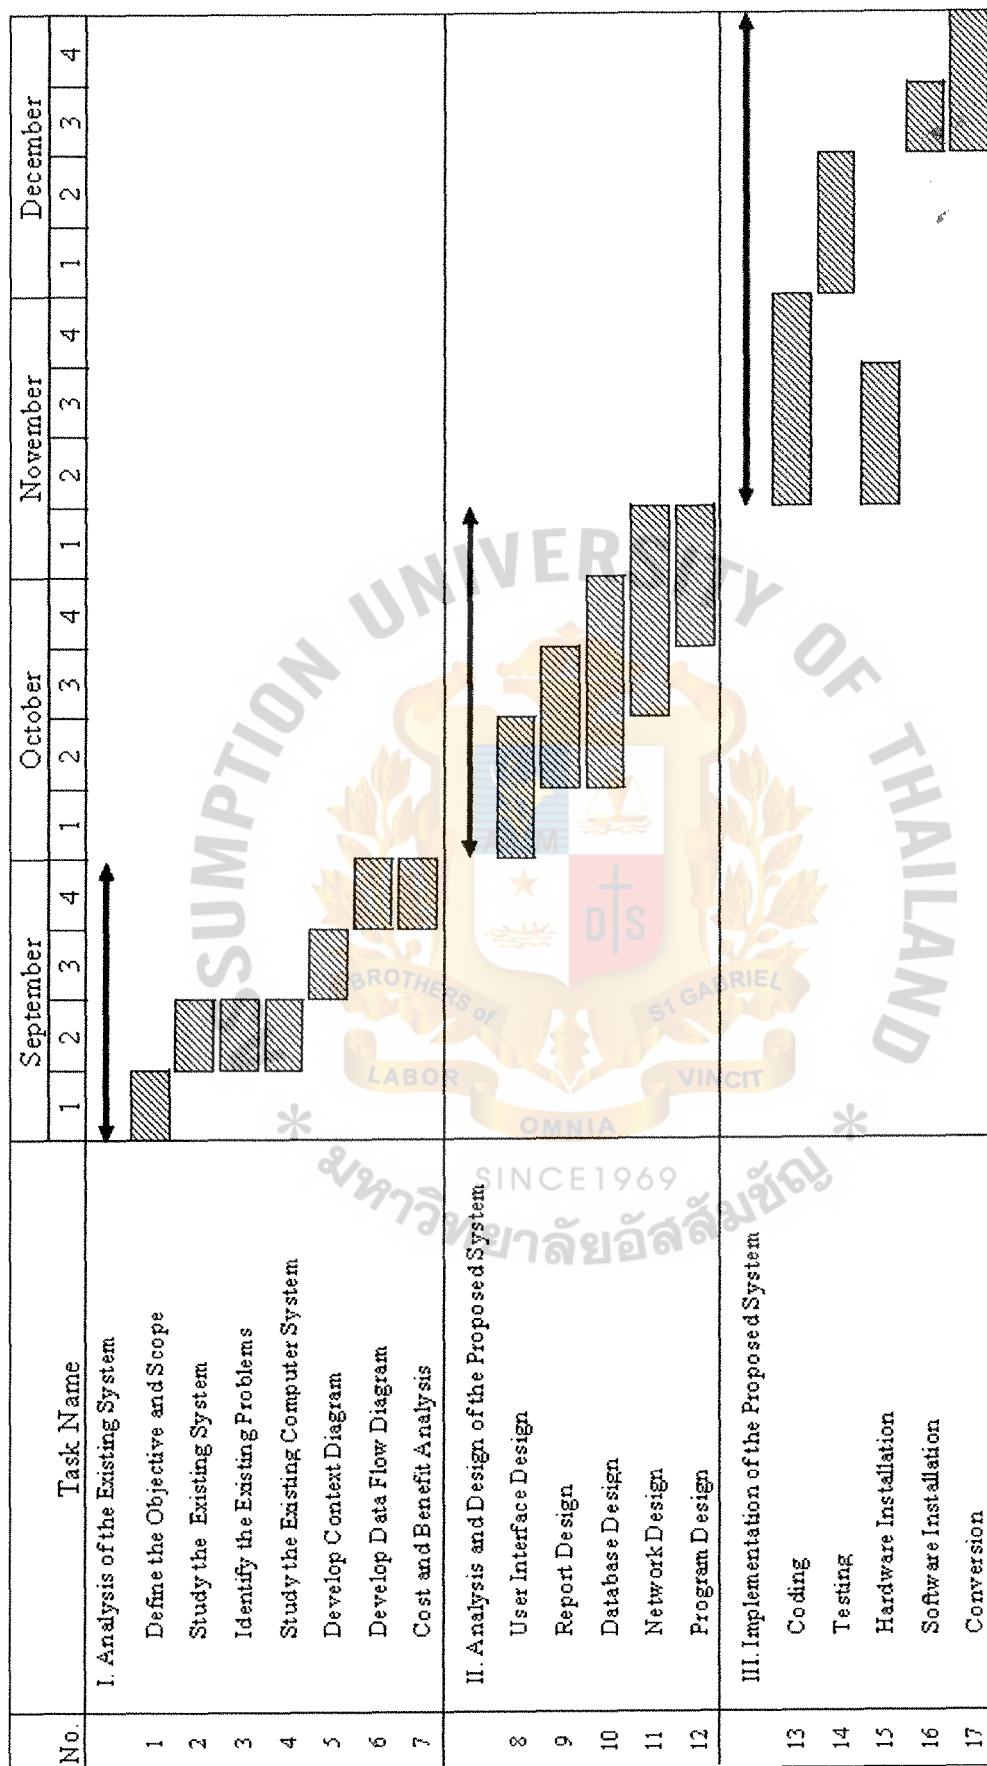 No. Task Name September October November December
1 2 3 4 1 2 3 4 1 2 3 4 1 2 3 4
I. Analysis of the Existing System
1 Define the Objective and Scope
2 Study the Existing System
3 Identify the Existing Problems
4 Study the Existing Computer System
5 Develop Context Diagram
6 Develop Data Flow Diagram
7 Cost and Benefit Analysis
II. Analysis and Design of the Proposed System
8 User Interface Design
9 Report Design
10 Database Design
11 Network Design
12 Program Design
III. Implementation of the Proposed System
13 Coding
14 Testing
15 Hardware Installation
16 Software Installation
17 Conversion
SUMPTION UNIVERSITY OF THAILAND
D S
BROTHERS of ST GABRIEL
LABOR OMNIA VINCIT
SINCE 1969
* มหาวิทยาลัยอัสสัมชัญ *